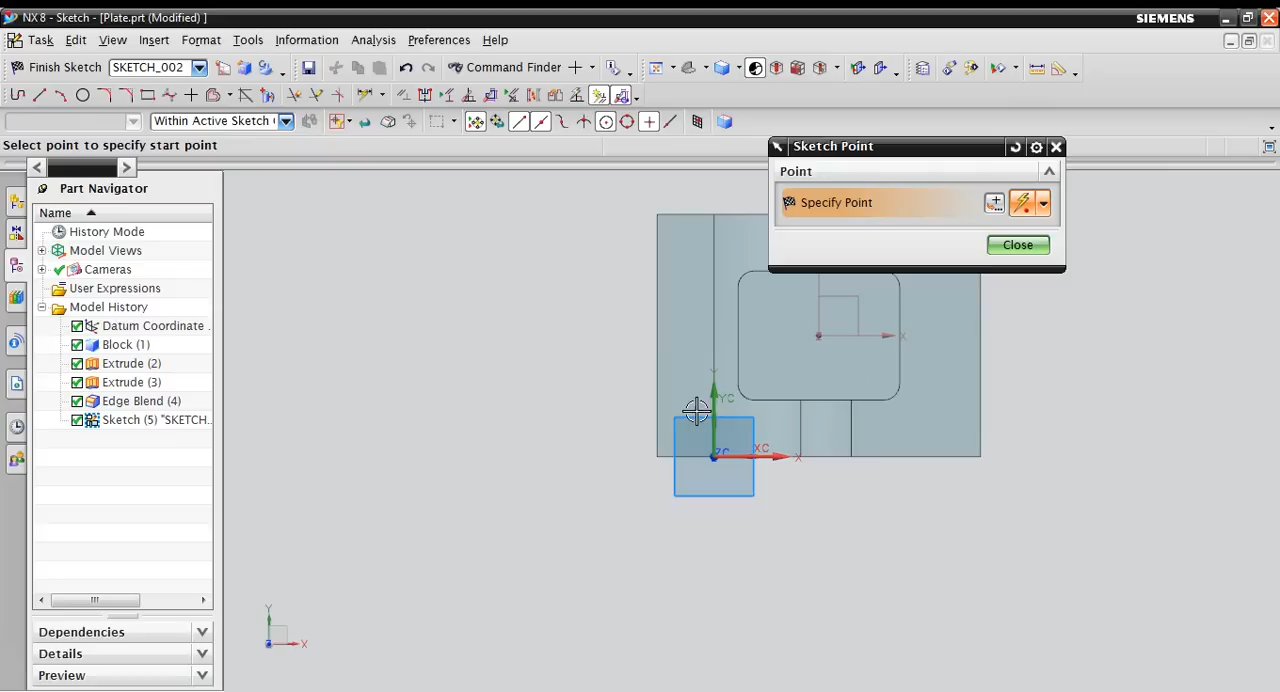 NX 8 - Sketch - [Plate.prt (Modified) ]
SIEMENS
Task Edit View Insert Format Tools Information Analysis Preferences Help
Finish Sketch SKETCH_002 Command Finder
Within Active Sketch
Select point to specify start point
Sketch Point
Point
Specify Point
Close
Part Navigator
Name
History Mode
Model Views
Cameras
User Expressions
Model History
Datum Coordinate .
Block (1)
Extrude (2)
Extrude (3)
Edge Blend (4)
Sketch (5) "SKETCH..
Dependencies
Details
Preview
X
Y
YC
ZC
XC
X
Y
X